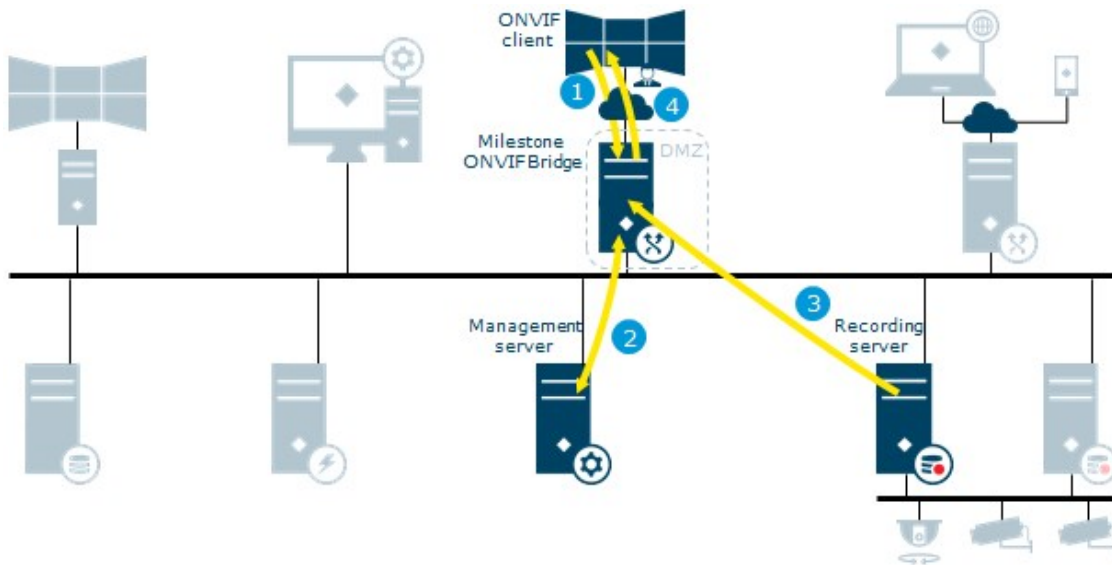 ONVIF
client
1
4
Milestone
ONVIFBridge
DMZ
3
Management
server
2
Recording
server